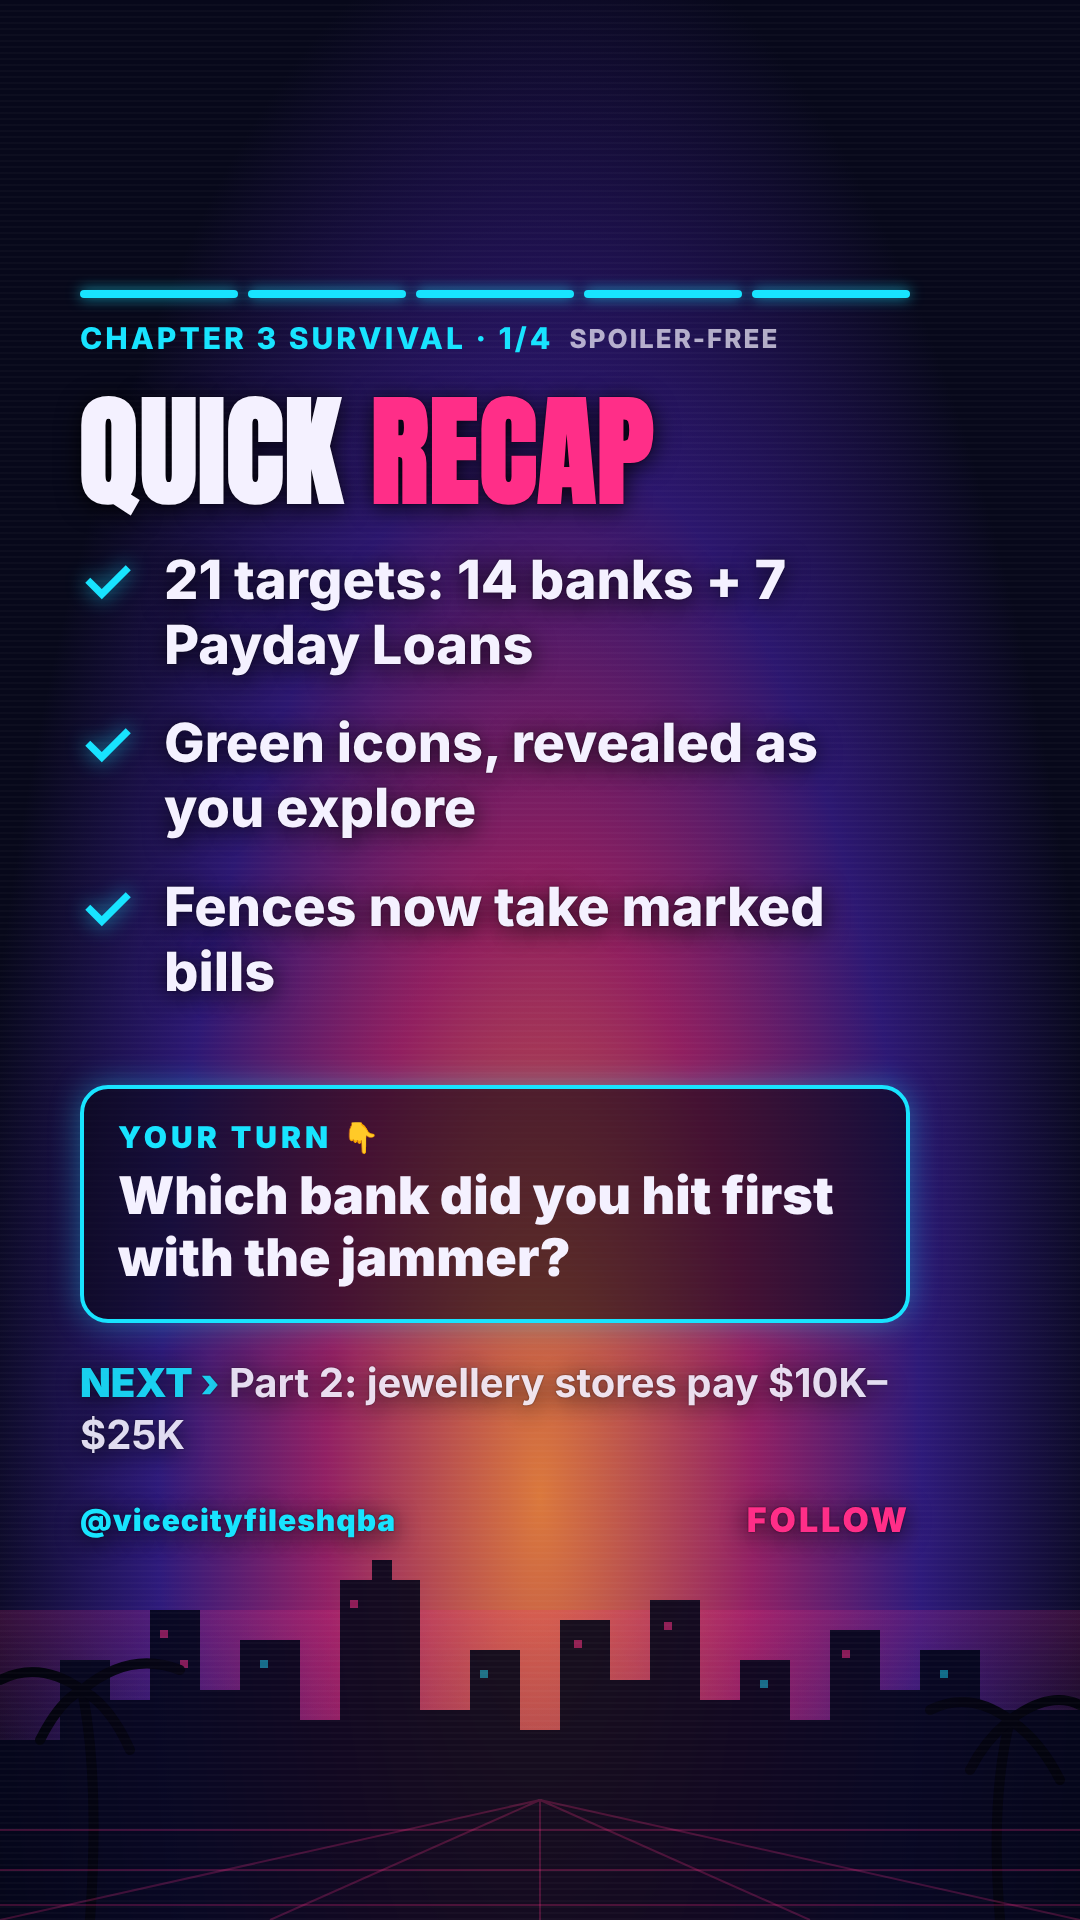 CHAPTER 3 SURVIVAL · 1/4 SPOILER-FREE
QUICK RECAP
21 targets: 14 banks + 7
Payday Loans
Green icons, revealed as
you explore
Fences now take marked
bills
YOUR TURN 👇
Which bank did you hit first
with the jammer?
NEXT › Part 2: jewellery stores pay $10K–
$25K
@vicecityfileshqba FOLLOW